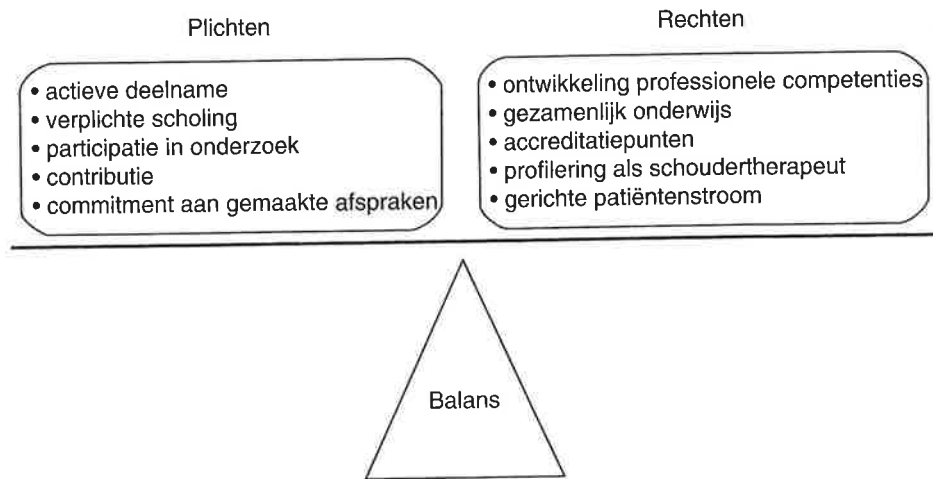 Plichten
• actieve deelname
• verplichte scholing
• participatie in onderzoek
• contributie
• commitment aan gemaakte afspraken
Rechten
• ontwikkeling professionele competenties
• gezamenlijk onderwijs
• accreditatiepunten
• profilering als schoudertherapeut
• gerichte patiëntenstroom
Balans